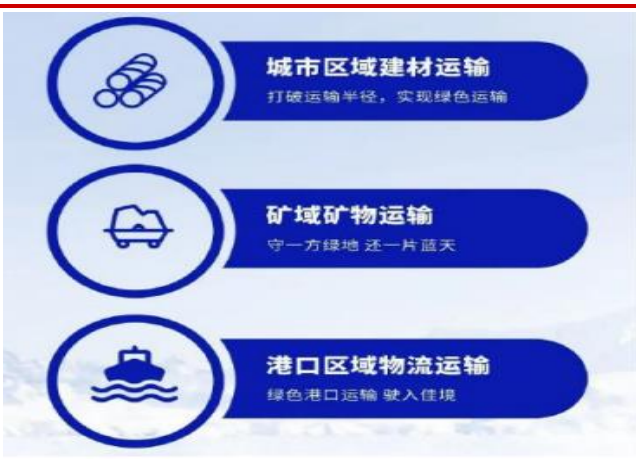 城市区域建材运输
打破运输半径，实现绿色运输
矿域矿物运输
守一方绿地 还一片蓝天
港口区域物流运输
绿色港口运输 驶入佳境